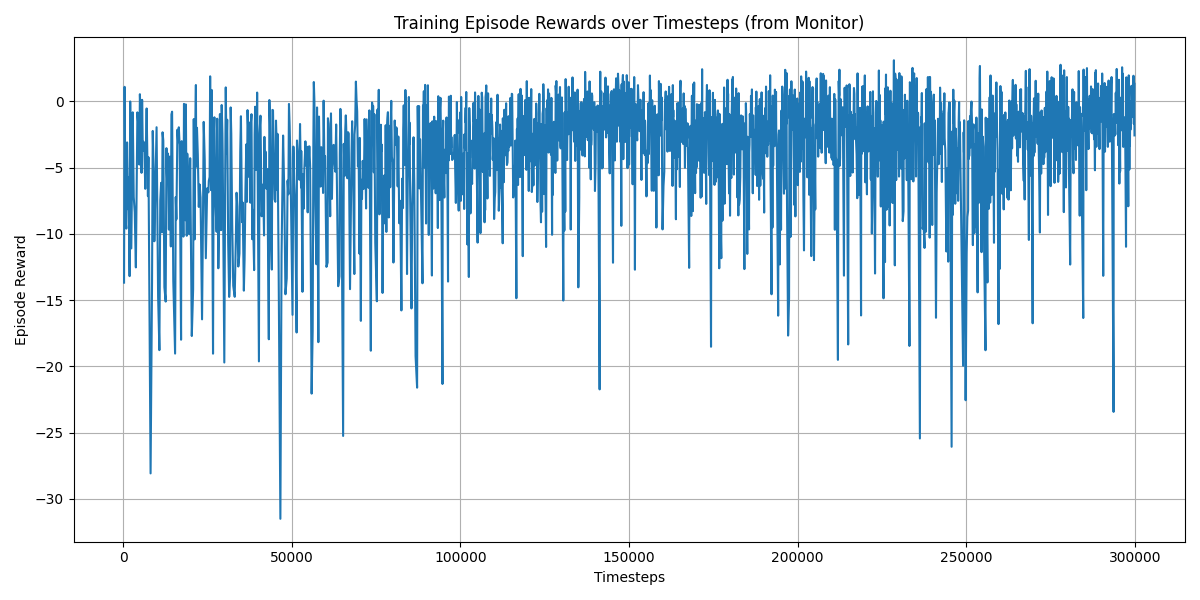 Training Episode Rewards over Timesteps (from Monitor)
Episode Reward
0
−5
−10
−15
−20
−25
−30
0 50000 100000 150000 200000 250000 300000
Timesteps